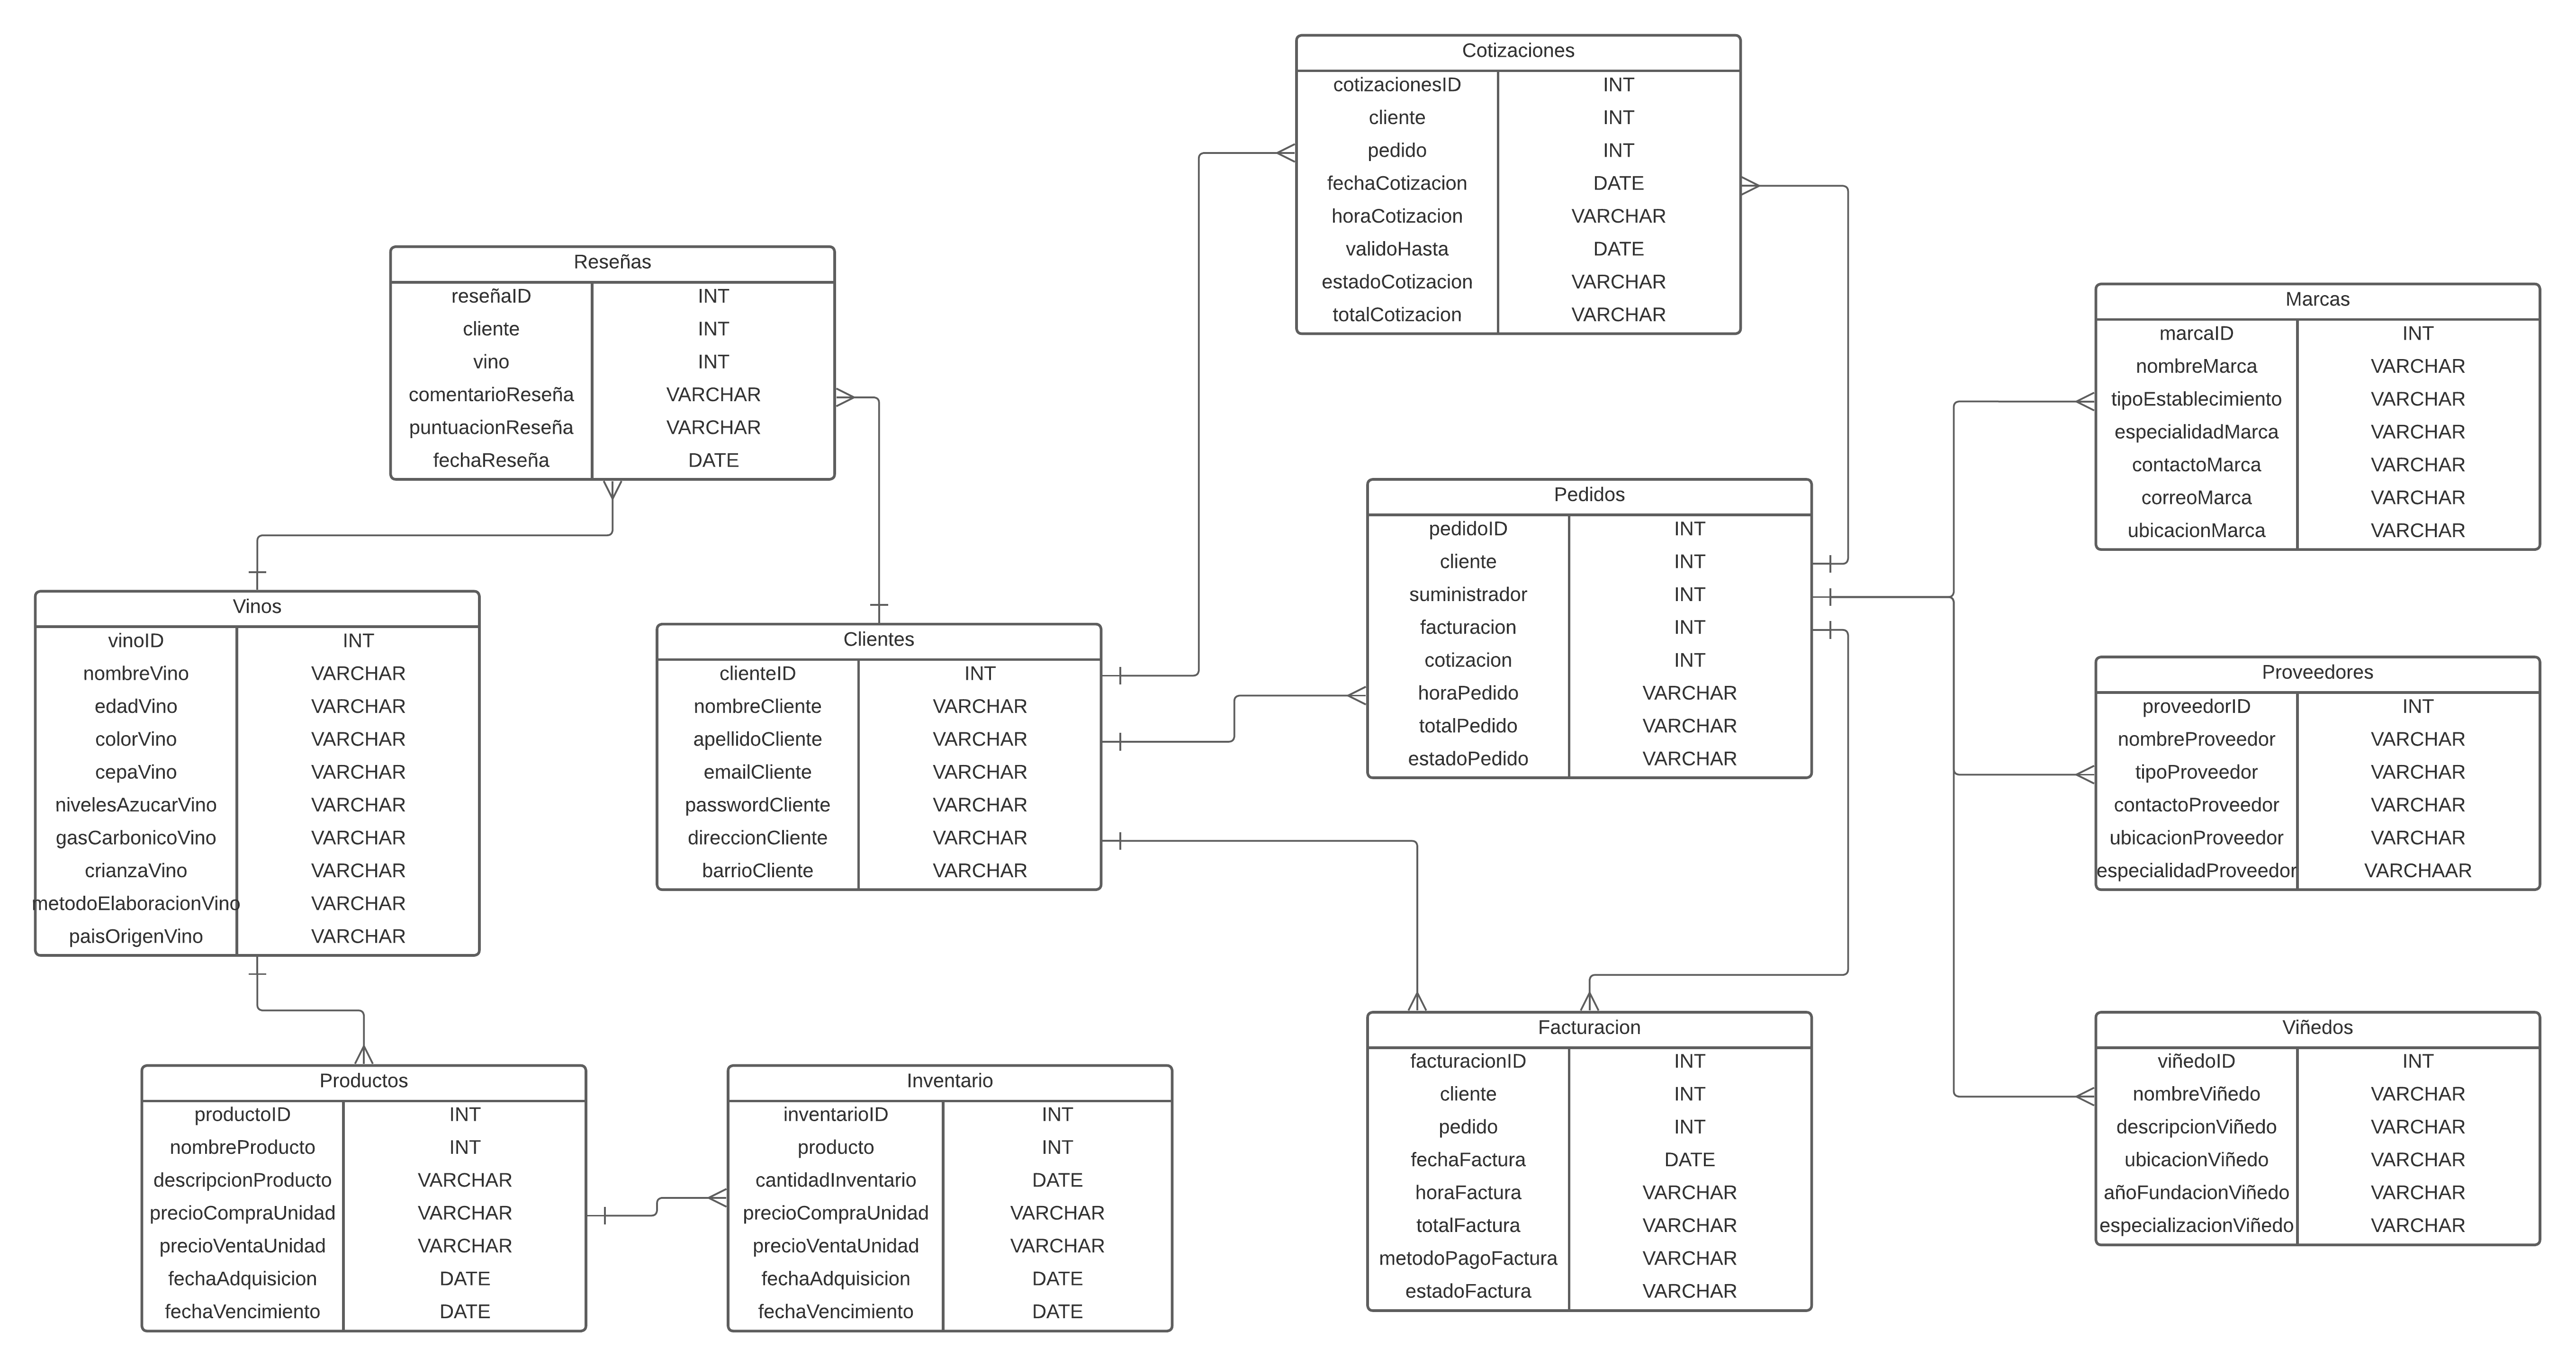 Cotizaciones
cotizacionesID INT
cliente INT
pedido INT
fechaCotizacion DATE
horaCotizacion VARCHAR
validoHasta DATE
estadoCotizacion VARCHAR
totalCotizacion VARCHAR
Reseñas
reseñaID INT
cliente INT
vino INT
comentarioReseña VARCHAR
puntuacionReseña VARCHAR
fechaReseña DATE
Marcas
marcaID INT
nombreMarca VARCHAR
tipoEstablecimiento VARCHAR
especialidadMarca VARCHAR
contactoMarca VARCHAR
correoMarca VARCHAR
ubicacionMarca VARCHAR
Pedidos
pedidoID INT
cliente INT
suministrador INT
facturacion INT
cotizacion INT
horaPedido VARCHAR
totalPedido VARCHAR
estadoPedido VARCHAR
Vinos
vinoID INT
nombreVino VARCHAR
edadVino VARCHAR
colorVino VARCHAR
cepaVino VARCHAR
nivelesAzucarVino VARCHAR
gasCarbonicoVino VARCHAR
crianzaVino VARCHAR
metodoElaboracionVino VARCHAR
paisOrigenVino VARCHAR
Clientes
clienteID INT
nombreCliente VARCHAR
apellidoCliente VARCHAR
emailCliente VARCHAR
passwordCliente VARCHAR
direccionCliente VARCHAR
barrioCliente VARCHAR
Proveedores
proveedorID INT
nombreProveedor VARCHAR
tipoProveedor VARCHAR
contactoProveedor VARCHAR
ubicacionProveedor VARCHAR
especialidadProveedor VARCHAAR
Productos
productoID INT
nombreProducto INT
descripcionProducto VARCHAR
precioCompraUnidad VARCHAR
precioVentaUnidad VARCHAR
fechaAdquisicion DATE
fechaVencimiento DATE
Inventario
inventarioID INT
producto INT
cantidadInventario DATE
precioCompraUnidad VARCHAR
precioVentaUnidad VARCHAR
fechaAdquisicion DATE
fechaVencimiento DATE
Facturacion
facturacionID INT
cliente INT
pedido INT
fechaFactura DATE
horaFactura VARCHAR
totalFactura VARCHAR
metodoPagoFactura VARCHAR
estadoFactura VARCHAR
Viñedos
viñedoID INT
nombreViñedo VARCHAR
descripcionViñedo VARCHAR
ubicacionViñedo VARCHAR
añoFundacionViñedo VARCHAR
especializacionViñedo VARCHAR